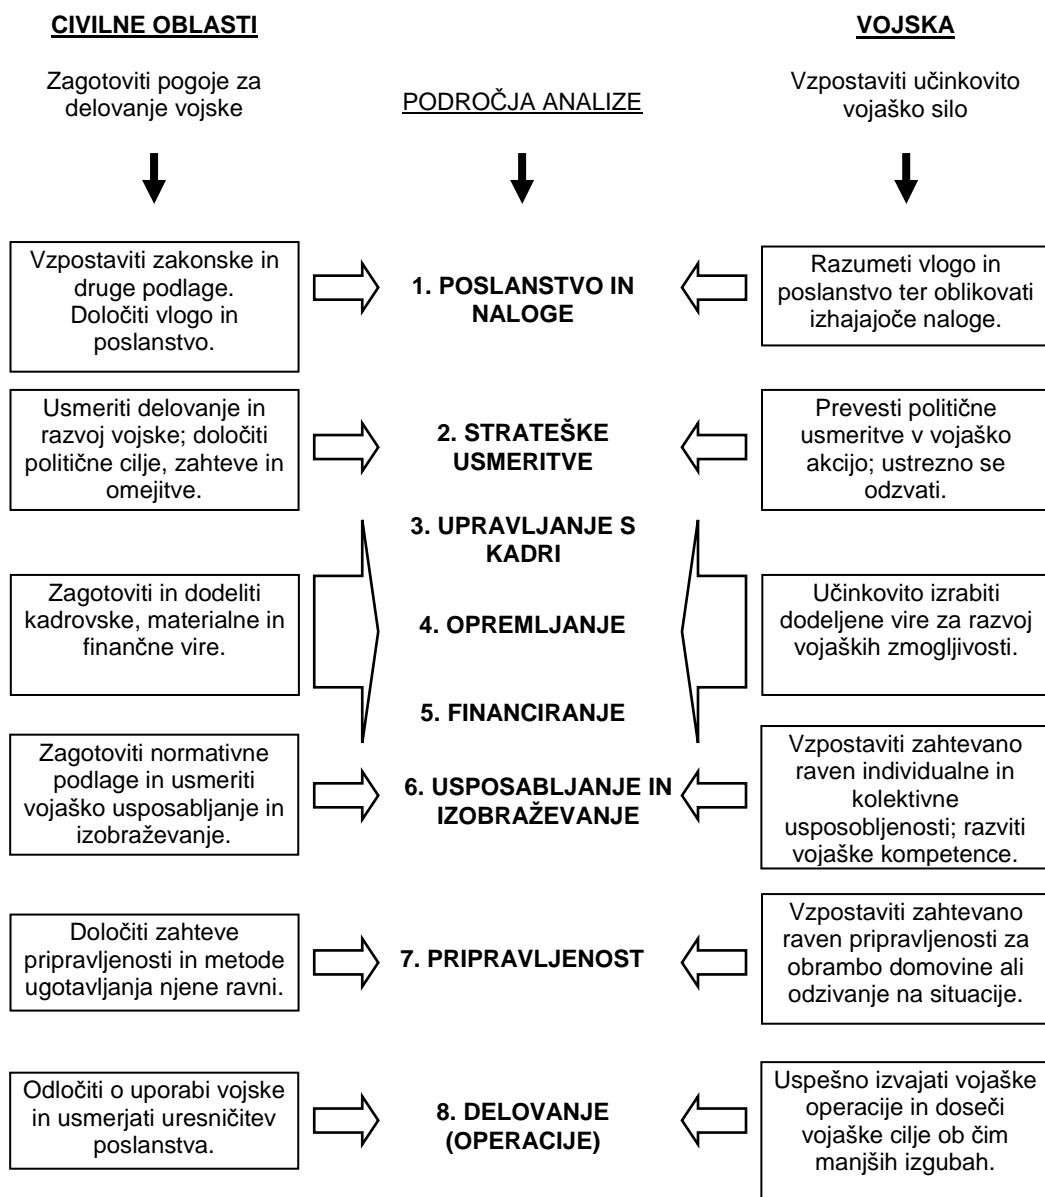 CIVILNE OBLASTI
Zagotoviti pogoje za
delovanje vojske
PODROČJA ANALIZE
VOJSKA
Vzpostaviti učinkovito
vojaško silo
Vzpostaviti zakonske in
druge podlage.
Določiti vlogo in
poslanstvo.
1. POSLANSTVO IN
NALOGE
Razumeti vlogo in
poslanstvo ter oblikovati
izhajajoče naloge.
Usmeriti delovanje in
razvoj vojske; določiti
politične cilje, zahteve in
omejitve.
2. STRATEŠKE
USMERITVE
Prevesti politične
usmeritve v vojaško
akcijo; ustrezno se
odzvati.
3. UPRAVLJANJE S
KADRI
Zagotoviti in dodeliti
kadrovske, materialne in
finančne vire.
4. OPREMLJANJE
Učinkovito izrabiti
dodeljene vire za razvoj
vojaških zmogljivosti.
5. FINANCIRANJE
Zagotoviti normativne
podlage in usmeriti
vojaško usposabljanje in
izobraževanje.
6. USPOSABLJANJE IN
IZOBRAŽEVANJE
Vzpostaviti zahtevano
raven individualne in
kolektivne
usposobljenosti; razviti
vojaške kompetence.
Določiti zahteve
pripravljenosti in metode
ugotavljanja njene ravni.
7. PRIPRAVLJENOST
Vzpostaviti zahtevano
raven pripravljenosti za
obrambo domovine ali
odzivanje na situacije.
Odločiti o uporabi vojske
in usmerjati uresničitev
poslanstva.
8. DELOVANJE
(OPERACIJE)
Uspešno izvajati vojaške
operacije in doseči
vojaške cilje ob čim
manjših izgubah.